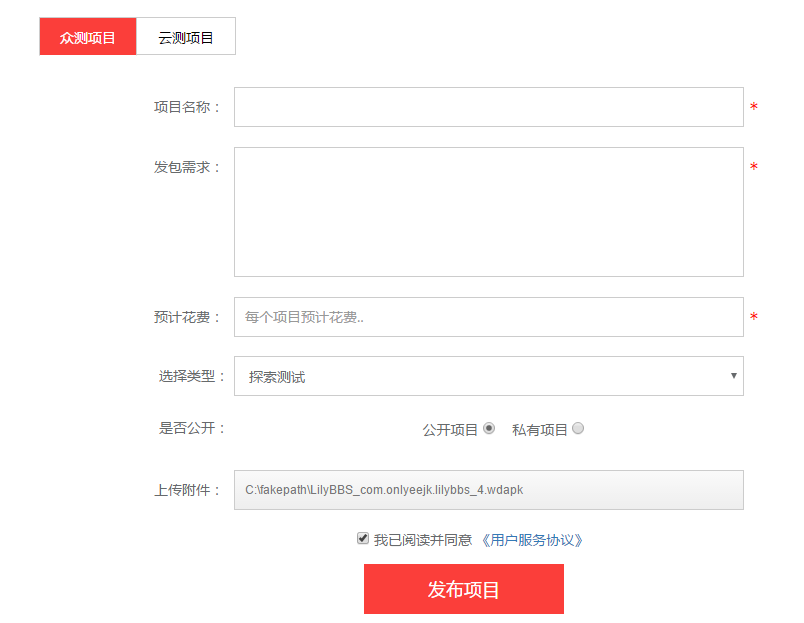 众测项目 云测项目
项目名称： *
发包需求： *
预计花费： 每个项目预计花费.. *
选择类型： 探索测试
是否公开： 公开项目 私有项目
上传附件： C:\fakepath\LilyBBS_com.onlyeejk.lilybbs_4.wdapk
我已阅读并同意 《用户服务协议》
发布项目